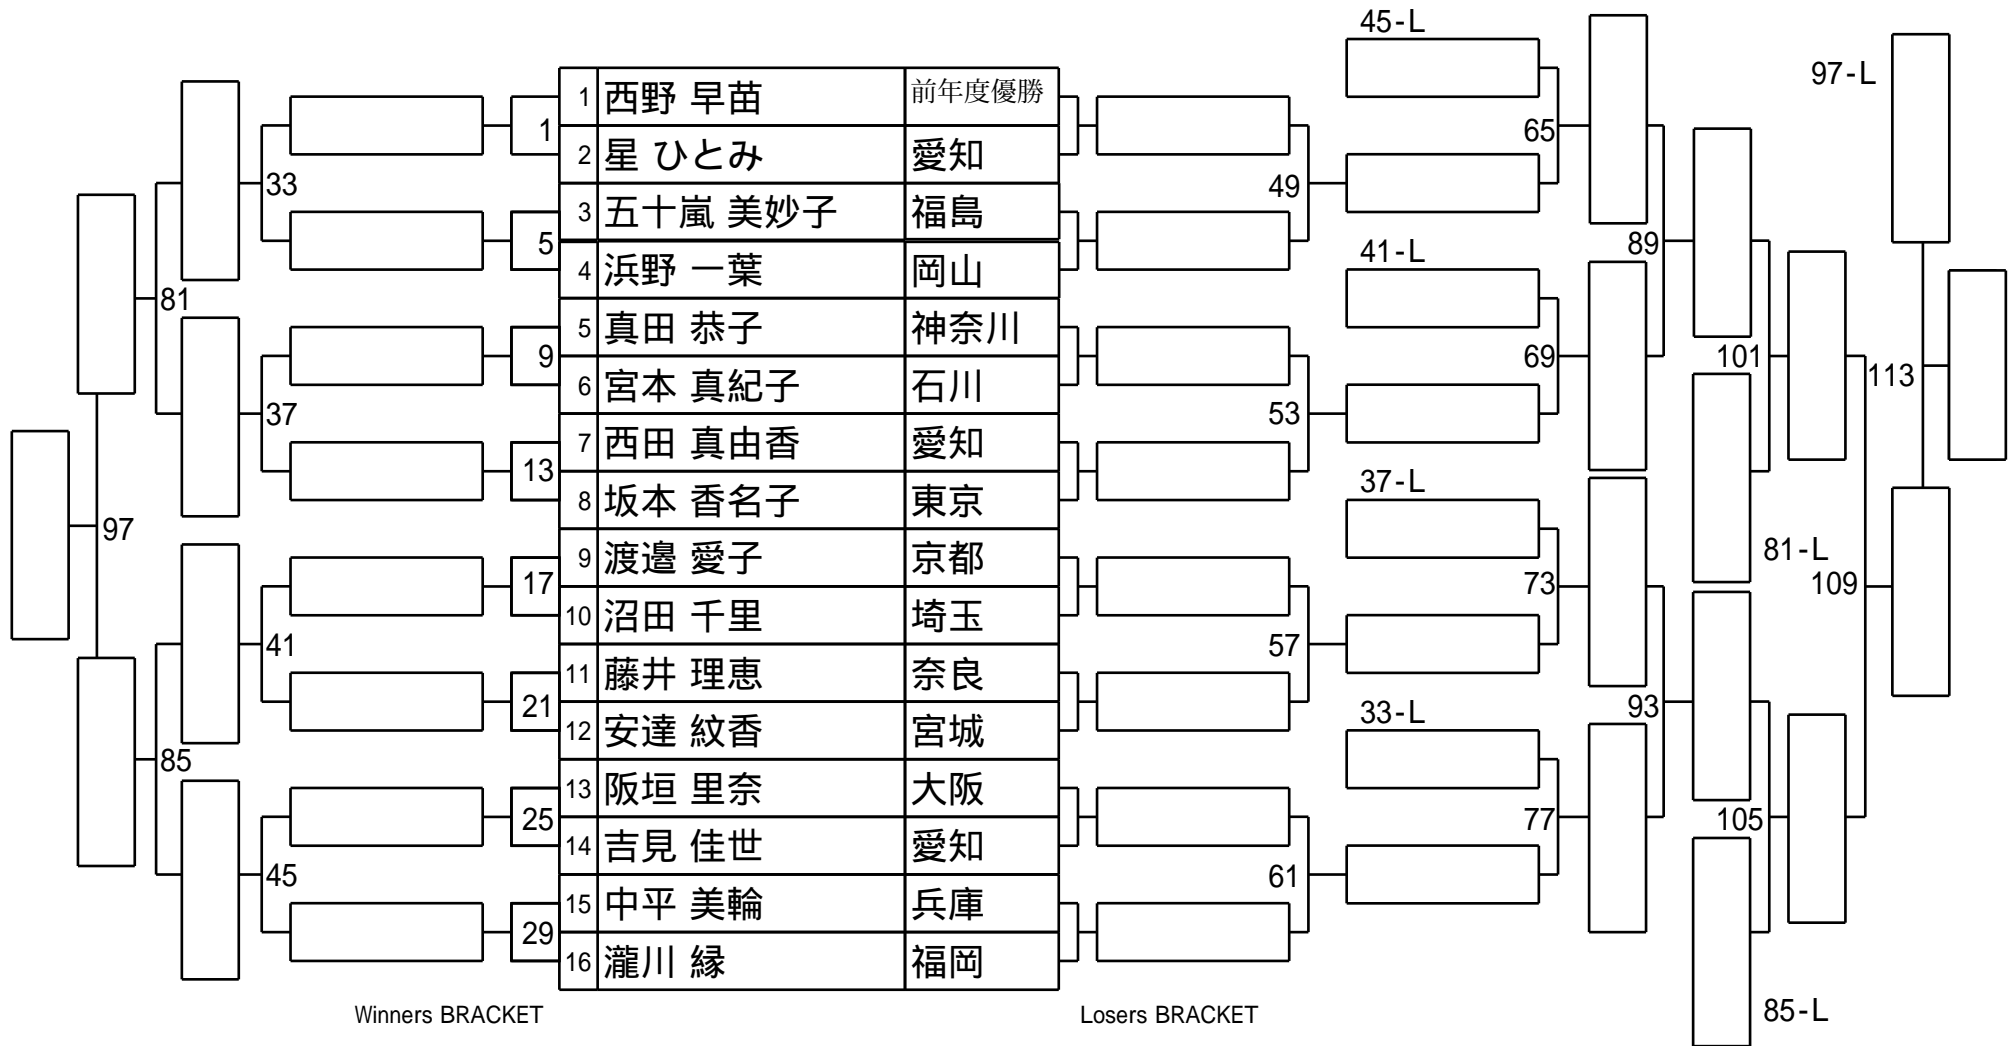 45-L
97-L
1 西野 早苗 前年度優勝
1
65
2 星 ひとみ 愛知
33
49
3 五十嵐 美妙子 福島
5
89
41-L
4 浜野 一葉 岡山
81
5 真田 恭子 神奈川
9
69
101
113
6 宮本 真紀子 石川
37
53
7 西田 真由香 愛知
13
37-L
8 坂本 香名子 東京
97
81-L
9 渡邉 愛子 京都
17
73
109
10 沼田 千里 埼玉
41
57
11 藤井 理恵 奈良
21
33-L
93
12 安達 紋香 宮城
85
13 阪垣 里奈 大阪
25
77
105
14 吉見 佳世 愛知
45
61
15 中平 美輪 兵庫
29
16 瀧川 縁 福岡
Winners BRACKET
Losers BRACKET
85-L